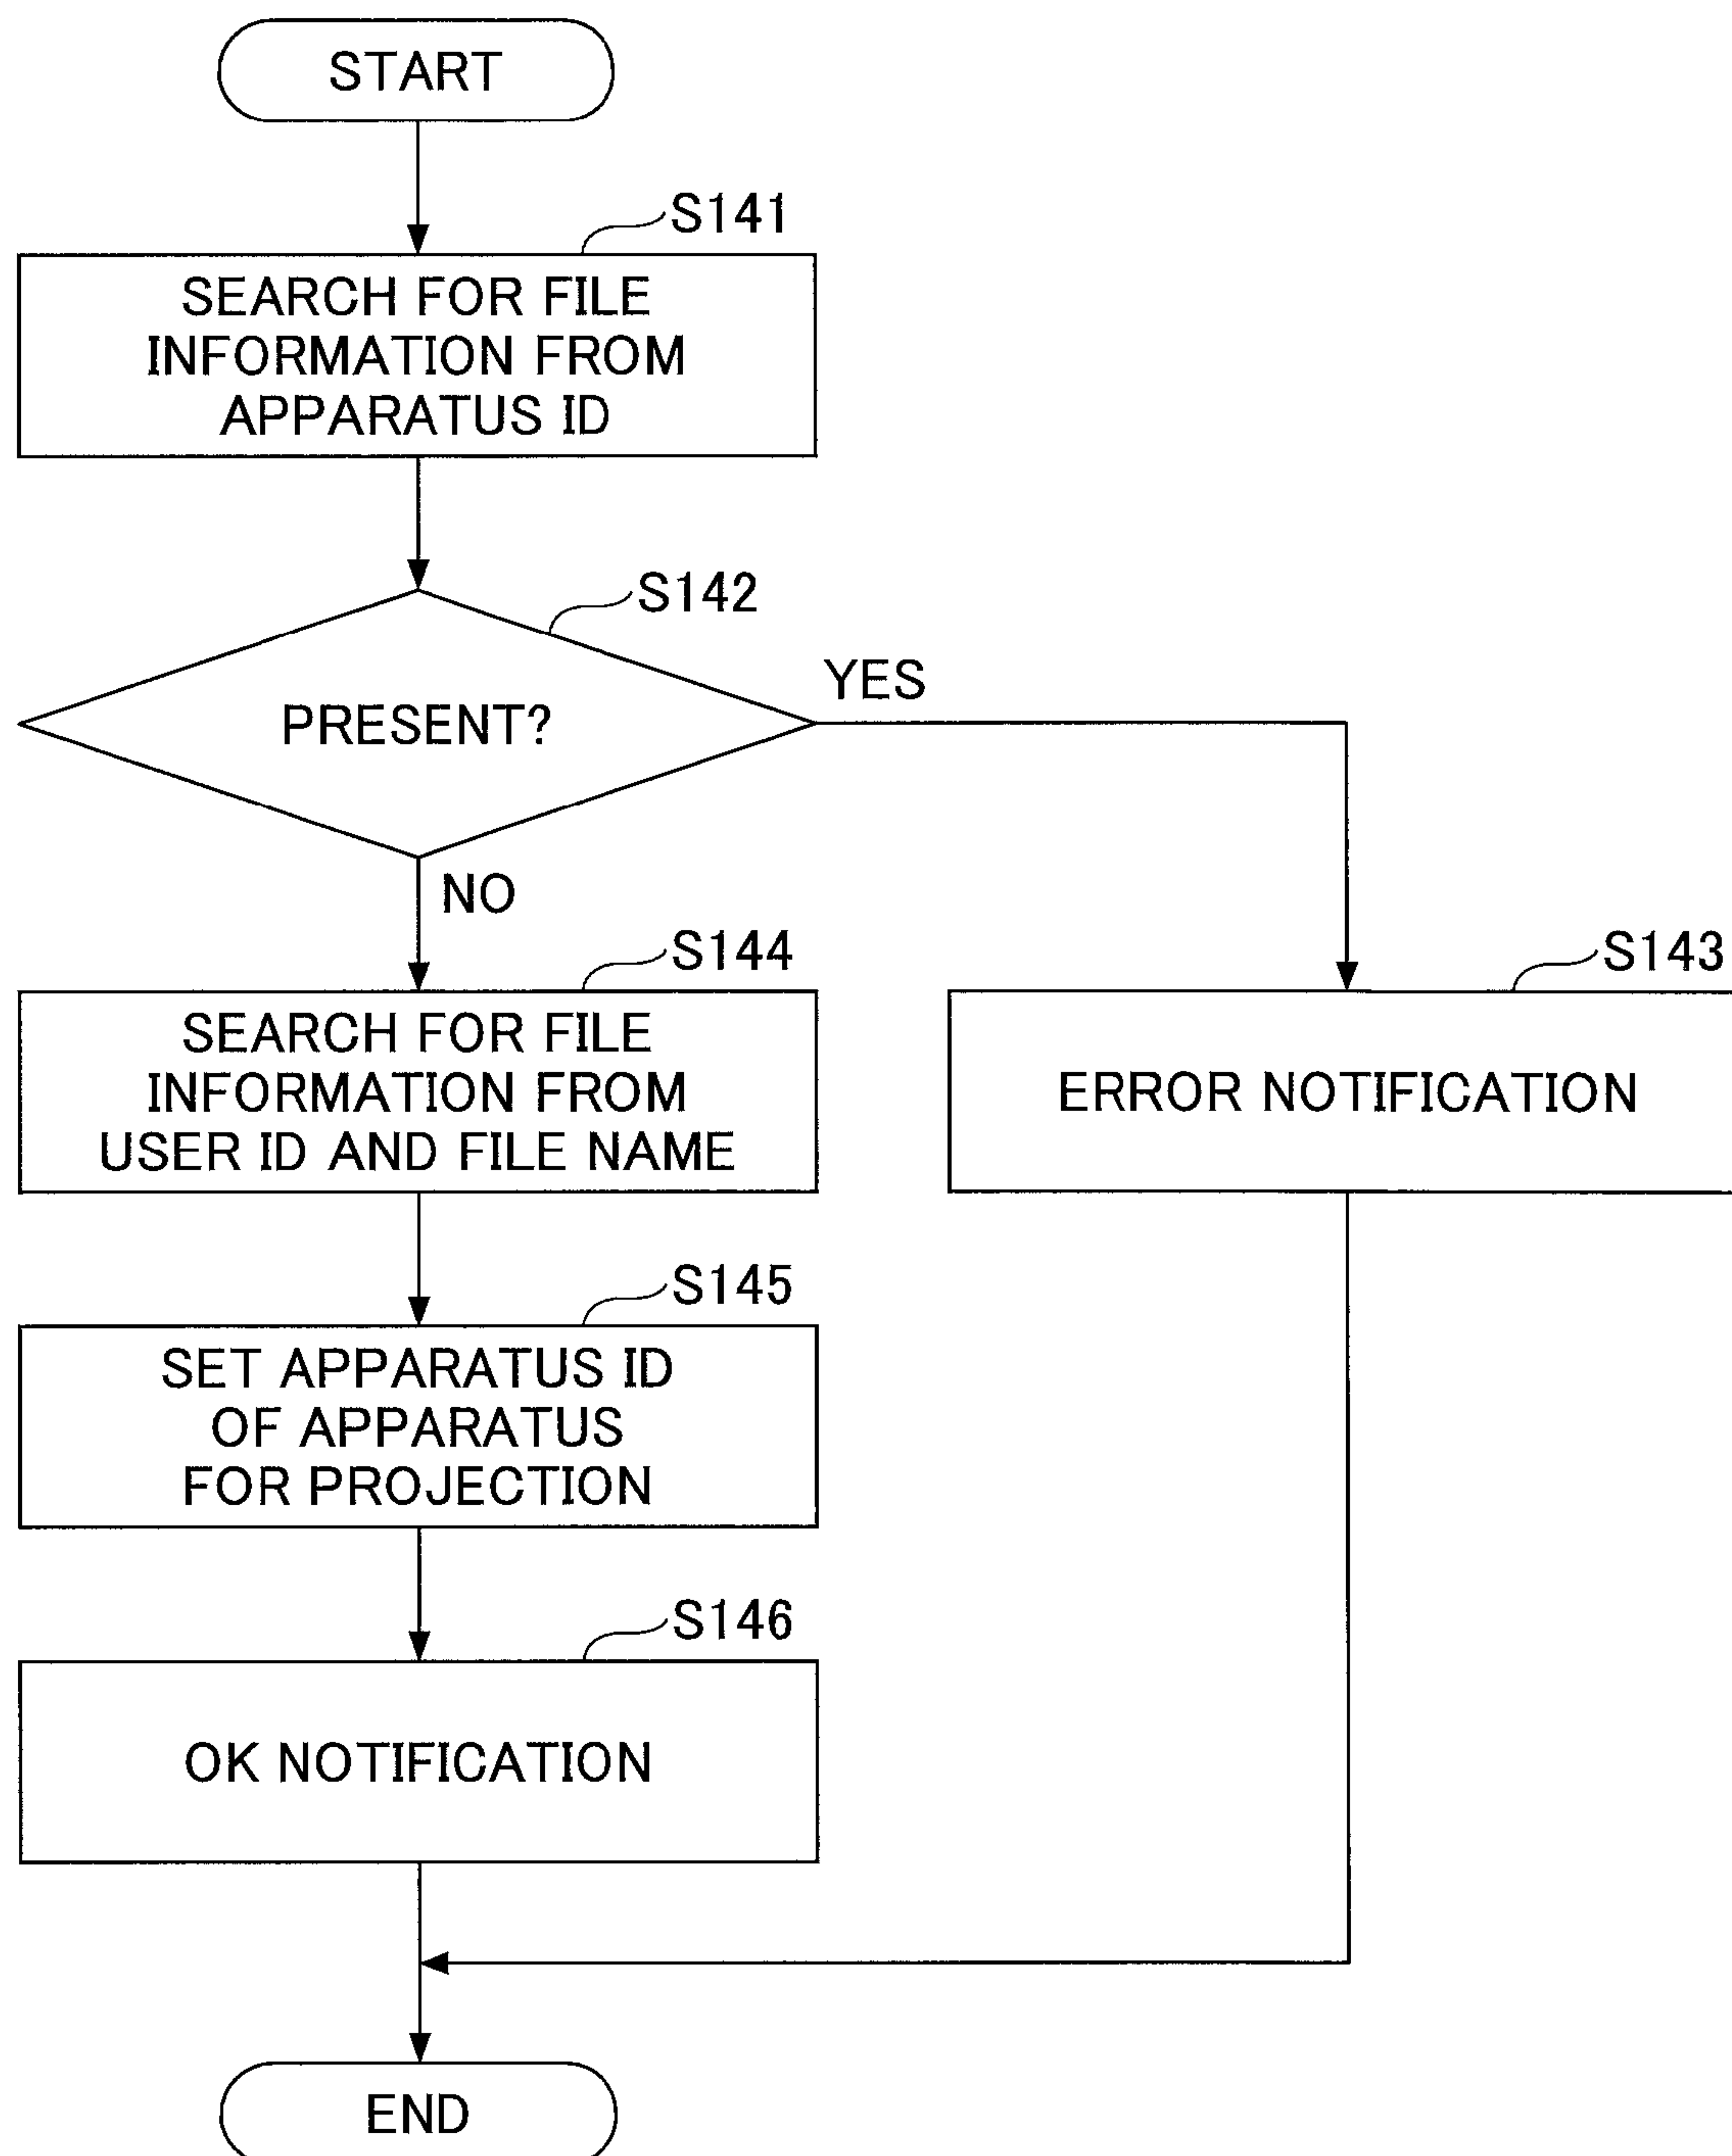 START
S141
SEARCH FOR FILE
INFORMATION FROM
APPARATUS ID
S142
PRESENT?
YES
NO
S144
SEARCH FOR FILE
INFORMATION FROM
USER ID AND FILE NAME
S143
ERROR NOTIFICATION
S145
SET APPARATUS ID
OF APPARATUS
FOR PROJECTION
S146
OK NOTIFICATION
END